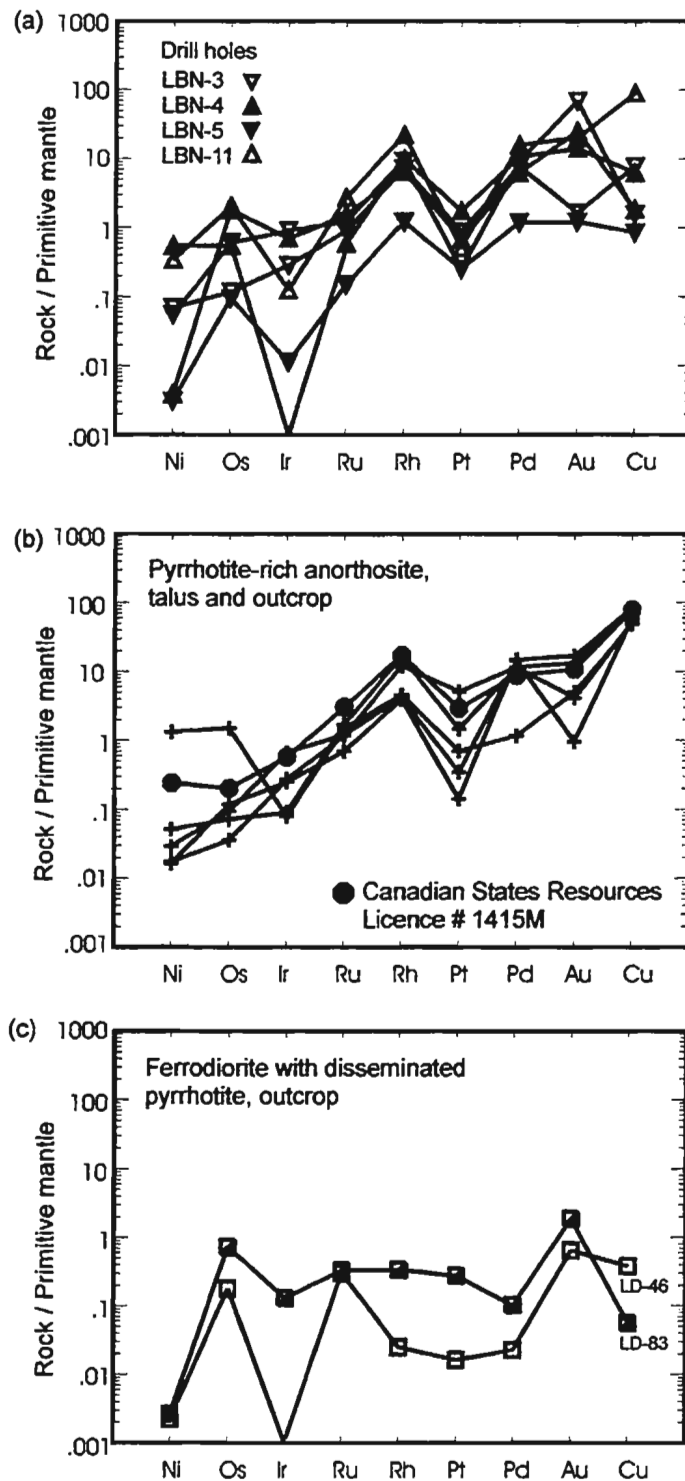 (a)
1000
100
10
1
.1
.01
.001
Rock / Primitive mantle
Drill holes
LBN-3
LBN-4
LBN-5
LBN-11
Ni Os Ir Ru Rh Pt Pd Au Cu
(b)
1000
100
10
1
.1
.01
.001
Rock / Primitive mantle
Pyrrhotite-rich anorthosite,
talus and outcrop
Canadian States Resources
Licence # 1415M
Ni Os Ir Ru Rh Pt Pd Au Cu
(c)
1000
100
10
1
.1
.01
.001
Rock / Primitive mantle
Ferrodiorite with disseminated
pyrrhotite, outcrop
LD-46
LD-83
Ni Os Ir Ru Rh Pt Pd Au Cu